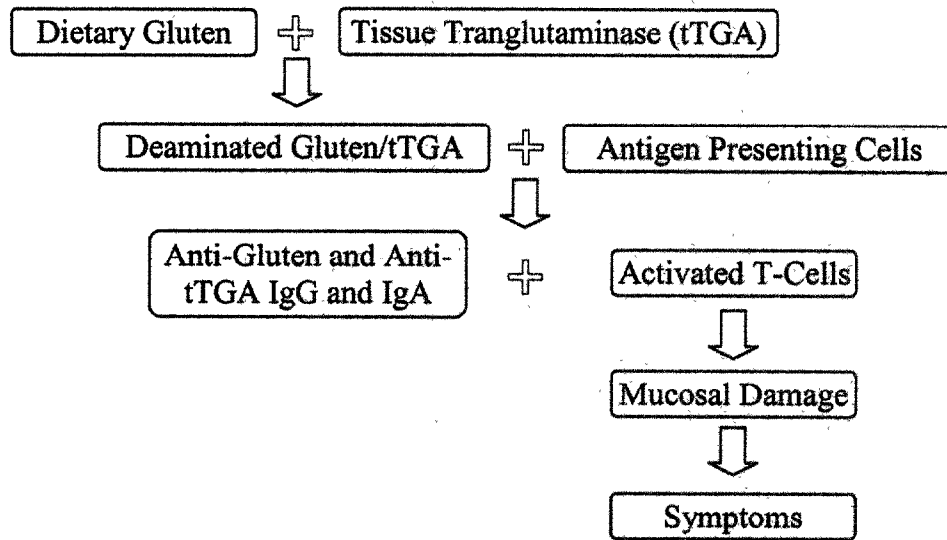 Dietary Gluten + Tissue Tranglutaminase (tTGA)
Deaminated Gluten/tTGA + Antigen Presenting Cells
Anti-Gluten and Anti-
tTGA IgG and IgA
+ Activated T-Cells
Mucosal Damage
Symptoms